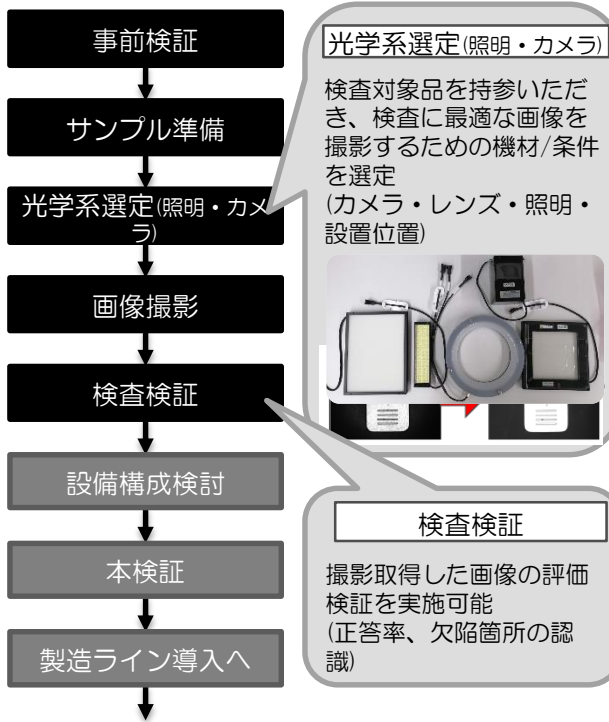 事前検証
サンプル準備
光学系選定(照明・カメ
ラ)
画像撮影
検査検証
設備構成検討
本検証
製造ライン導入へ
光学系選定(照明・カメラ)
検査対象品を持参いただ
き、検査に最適な画像を
撮影するための機材/条件
を選定
(カメラ・レンズ・照明・
設置位置)
検査検証
撮影取得した画像の評価
検証を実施可能
(正答率、欠陥箇所の認
識)